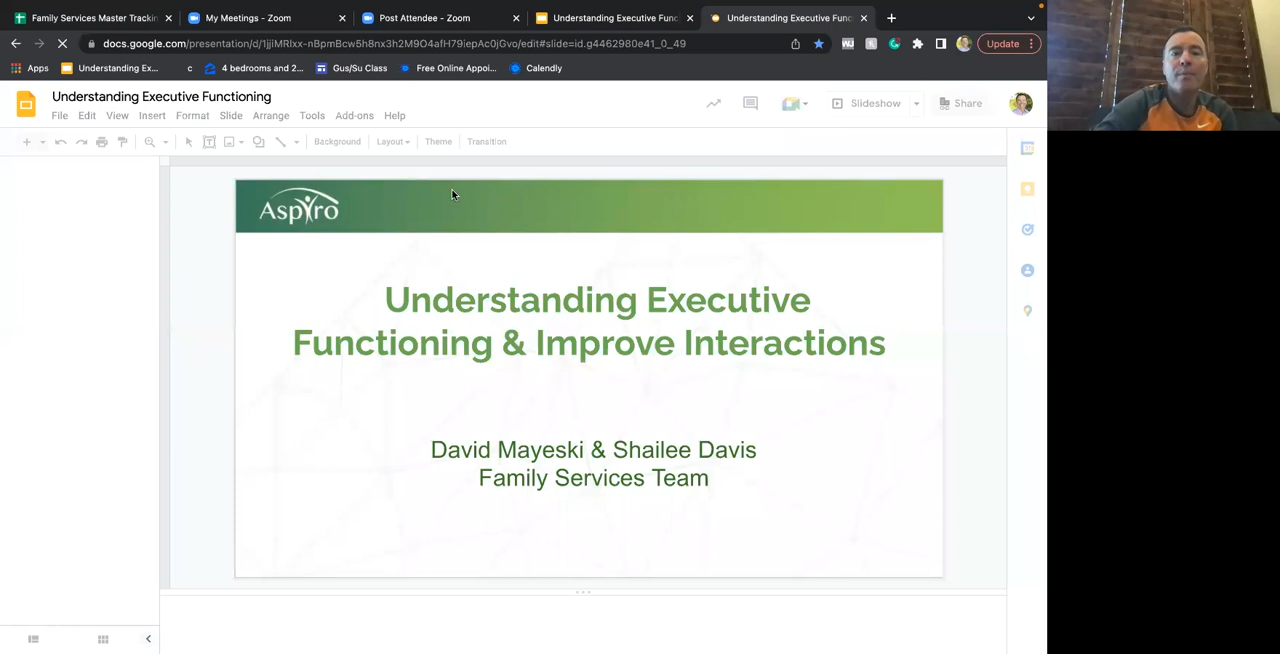 Family Services Master Trackin
My Meetings - Zoom
Post Attendee - Zoom
Understanding Executive Func
Understanding Executive Func
docs.google.com/presentation/d/1jjiMRIxx-nBpmBcw5h8nx3h2M9O4afH79iepAc0jGvo/edit#slide=id.g4462980e41_0_49
Update
Apps
Understanding Ex...
c
4 bedrooms and 2...
Gus/Su Class
Free Online Appoi...
Calendly
Understanding Executive Functioning
File Edit View Insert Format Slide Arrange Tools Add-ons Help
Slideshow
Share
Background
Layout
Theme
Transition
Aspiro
Understanding Executive
Functioning & Improve Interactions
David Mayeski & Shailee Davis
Family Services Team